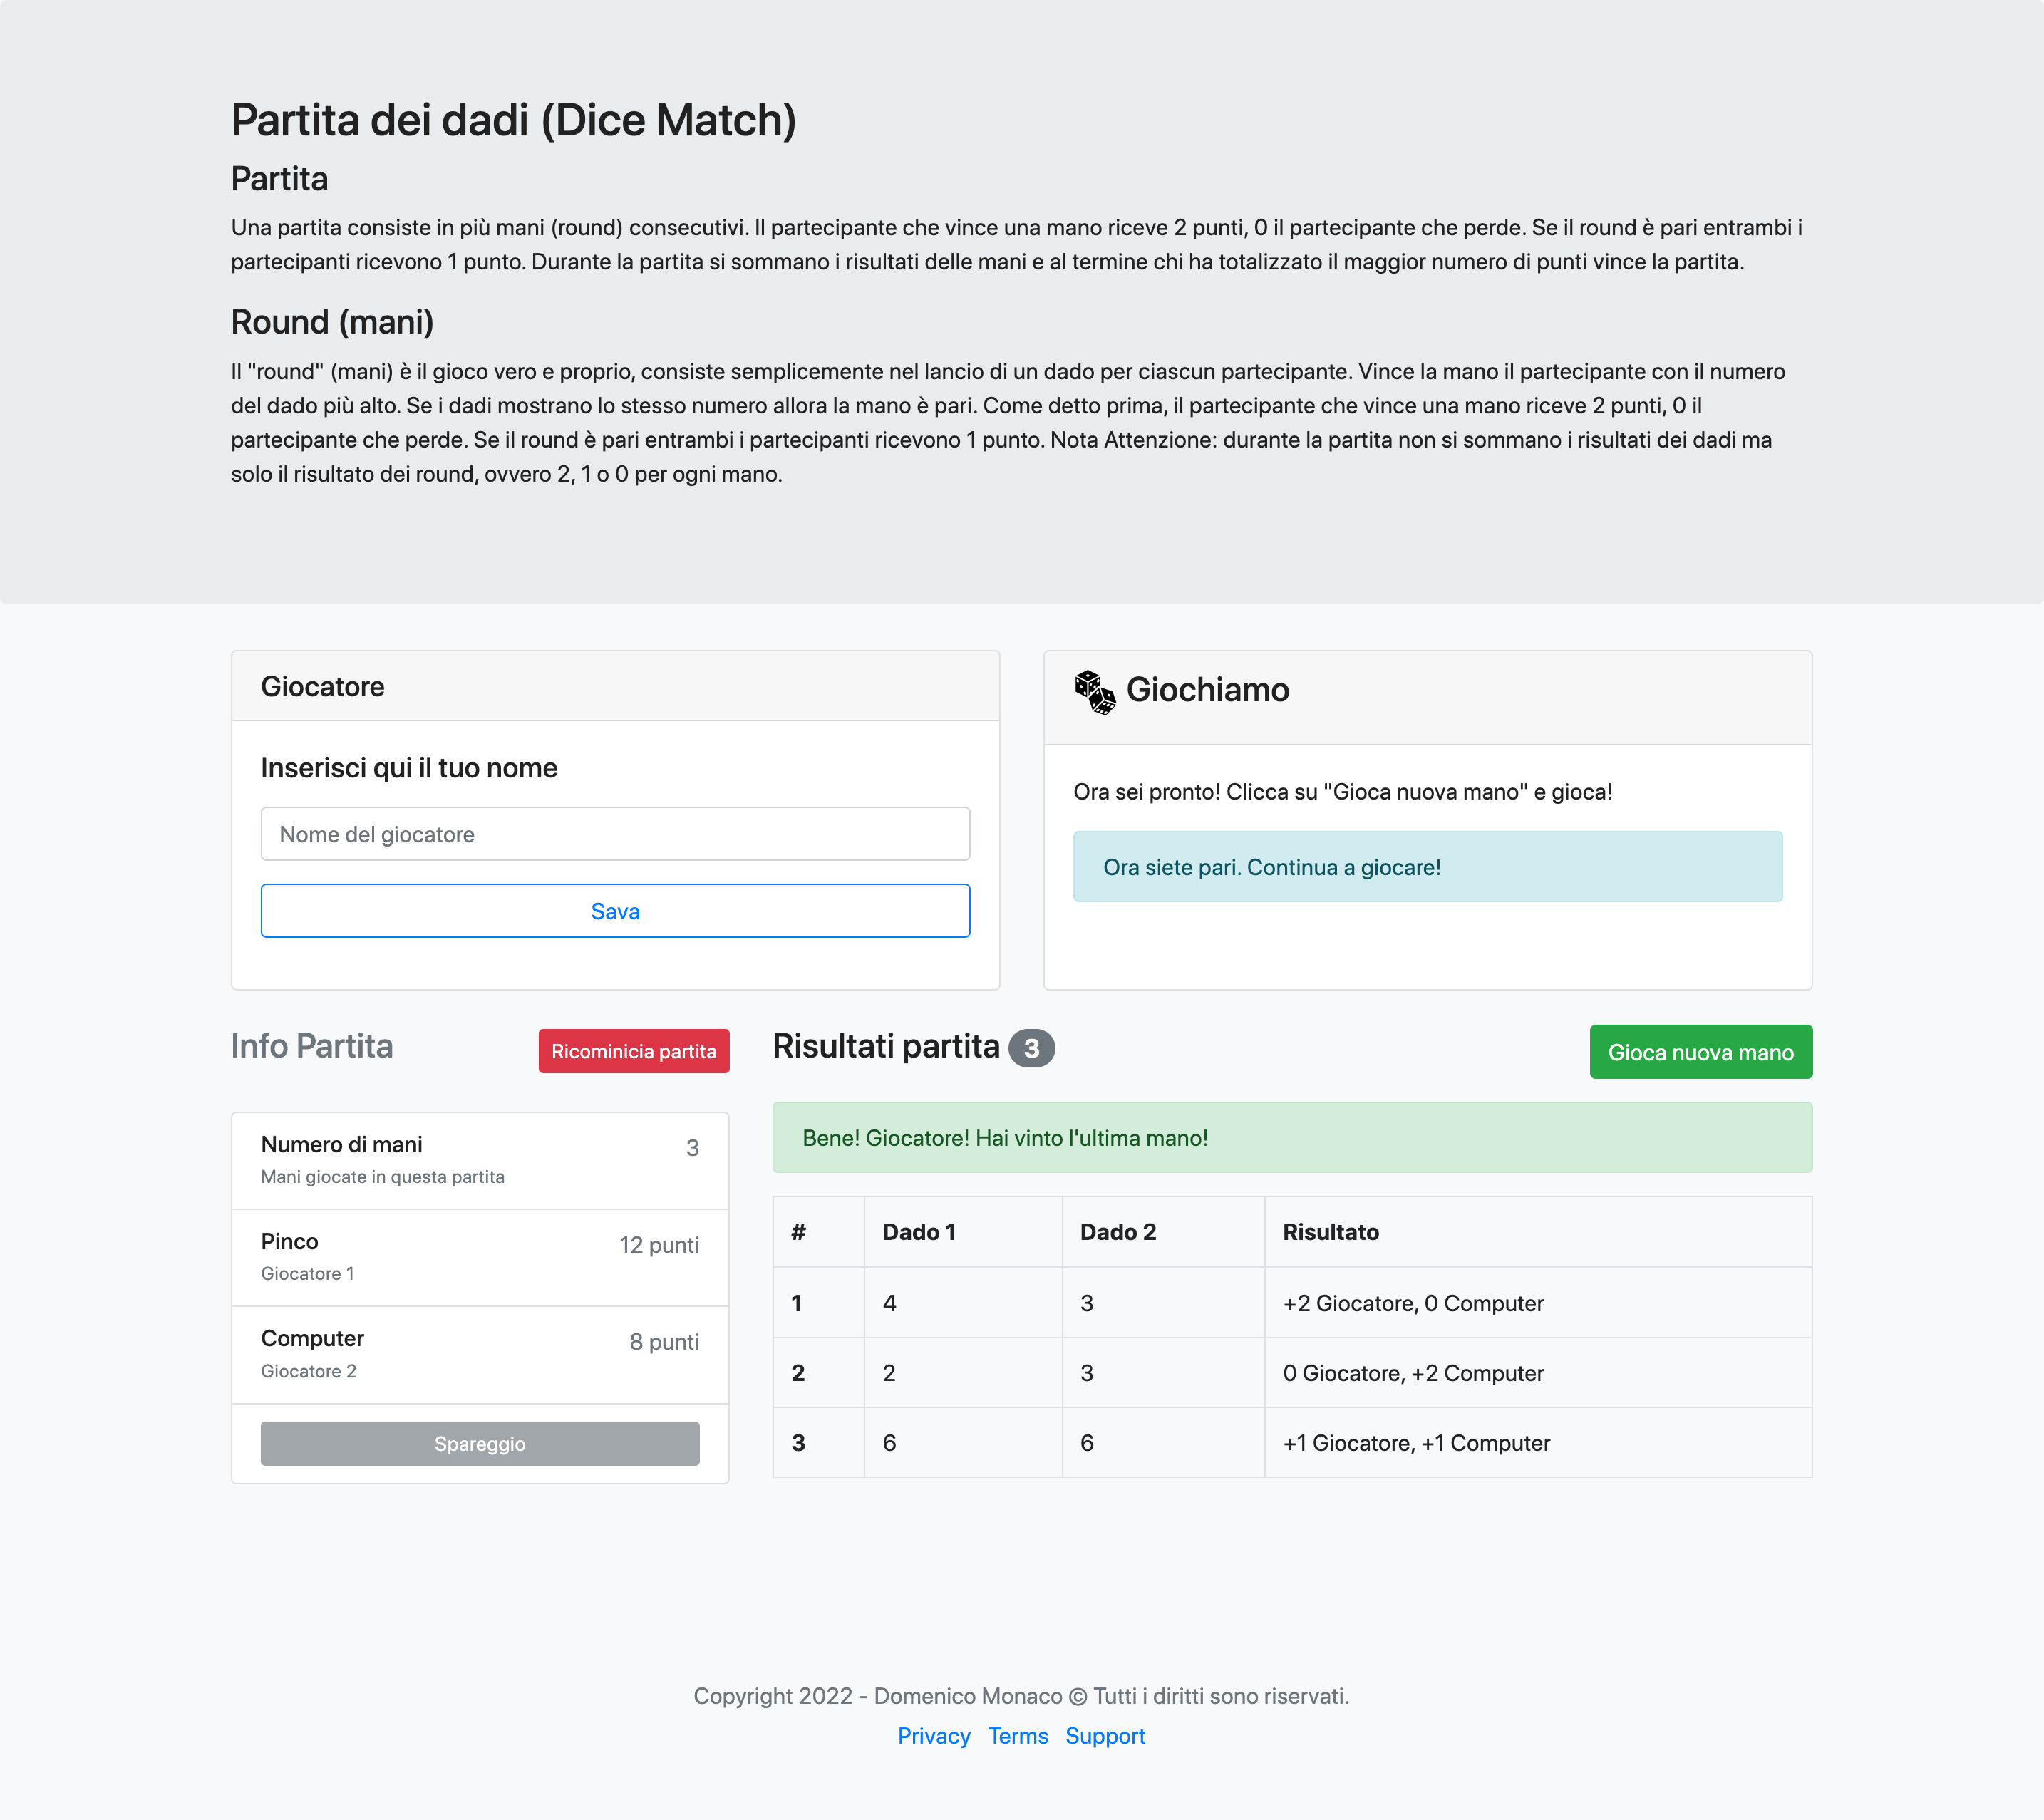 Partita dei dadi (Dice Match)
Partita
Una partita consiste in più mani (round) consecutivi. Il partecipante che vince una mano riceve 2 punti, 0 il partecipante che perde. Se il round è pari entrambi i
partecipanti ricevono 1 punto. Durante la partita si sommano i risultati delle mani e al termine chi ha totalizzato il maggior numero di punti vince la partita.
Round (mani)
Il "round" (mani) è il gioco vero e proprio, consiste semplicemente nel lancio di un dado per ciascun partecipante. Vince la mano il partecipante con il numero
del dado più alto. Se i dadi mostrano lo stesso numero allora la mano è pari. Come detto prima, il partecipante che vince una mano riceve 2 punti, 0 il
partecipante che perde. Se il round è pari entrambi i partecipanti ricevono 1 punto. Nota Attenzione: durante la partita non si sommano i risultati dei dadi ma
solo il risultato dei round, ovvero 2, 1 o 0 per ogni mano.
Giocatore
Inserisci qui il tuo nome
Nome del giocatore
Sava
Giochiamo
Ora sei pronto! Clicca su "Gioca nuova mano" e gioca!
Ora siete pari. Continua a giocare!
Info Partita
Ricominicia partita
Numero di mani 3
Mani giocate in questa partita
Pinco 12 punti
Giocatore 1
Computer 8 punti
Giocatore 2
Spareggio
Risultati partita 3
Gioca nuova mano
Bene! Giocatore! Hai vinto l'ultima mano!
# Dado 1 Dado 2 Risultato
1 4 3 +2 Giocatore, 0 Computer
2 2 3 0 Giocatore, +2 Computer
3 6 6 +1 Giocatore, +1 Computer
Copyright 2022 - Domenico Monaco © Tutti i diritti sono riservati.
Privacy Terms Support